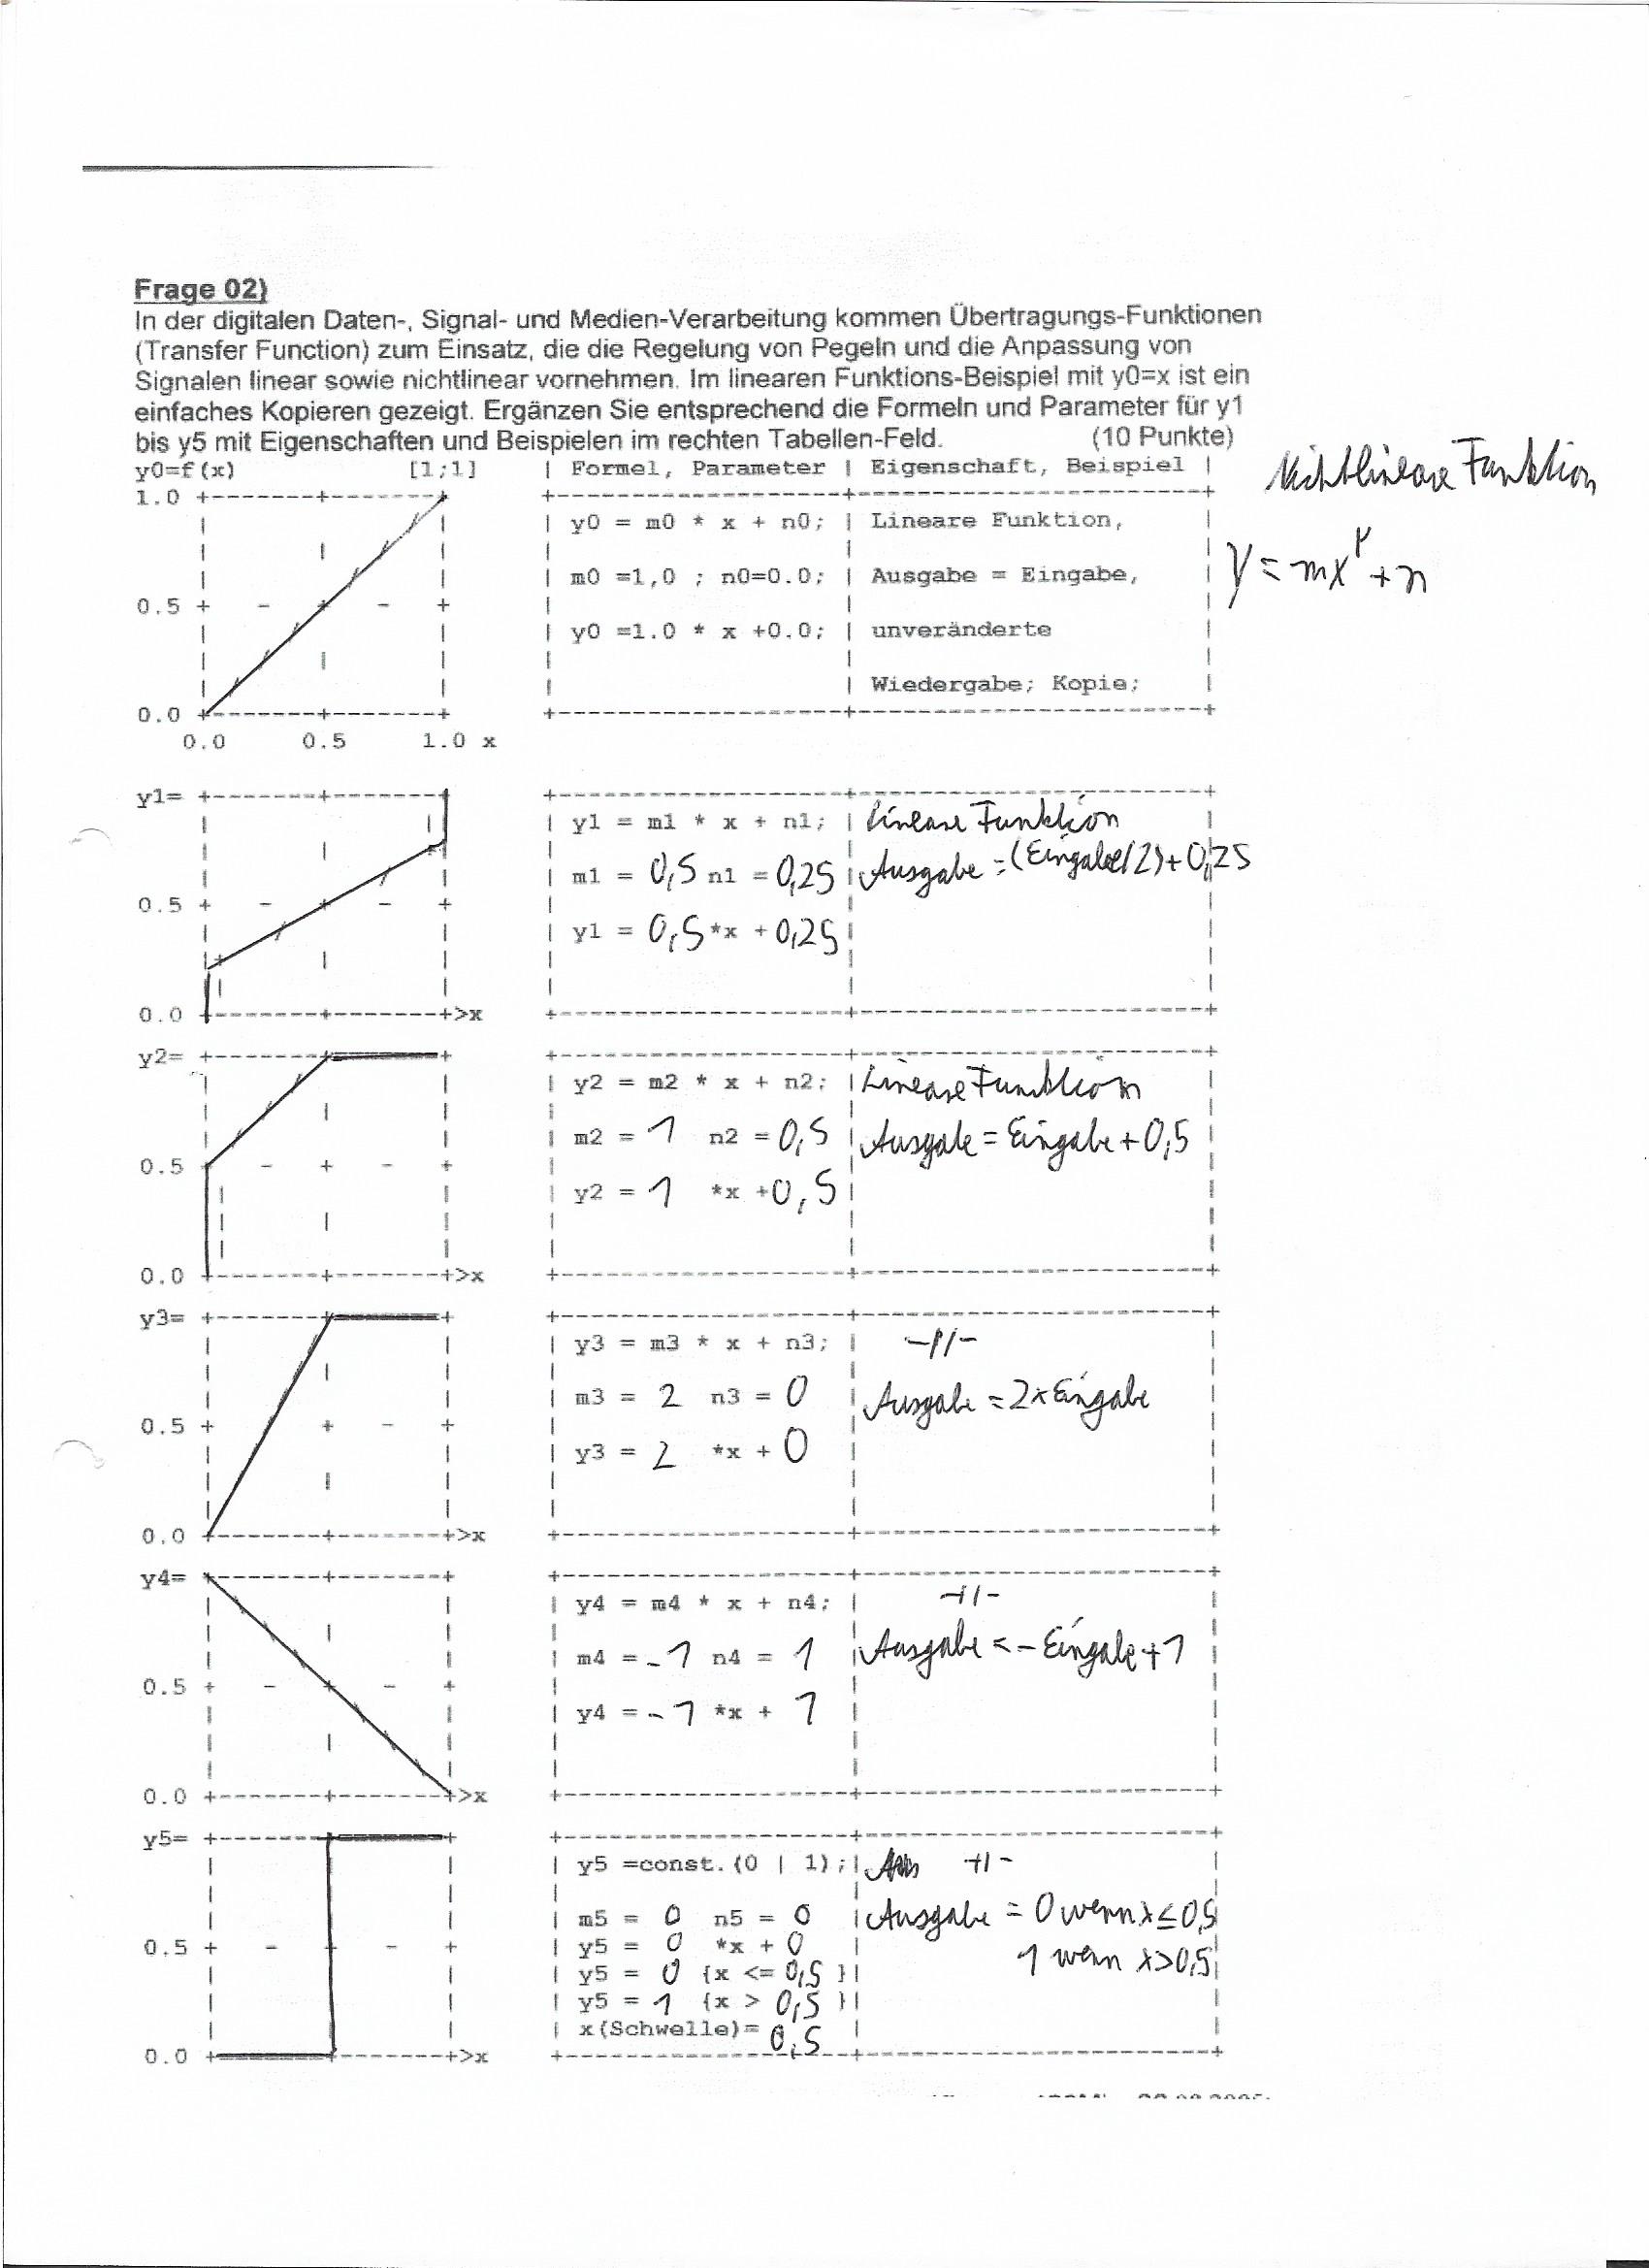 Frage 02)
In der digitalen Daten-, Signal- und Medien-Verarbeitung kommen Übertragungs-Funktionen
(Transfer Function) zum Einsatz, die die Regelung von Pegeln und die Anpassung von
Signalen linear sowie nichtlinear vornehmen. Im linearen Funktions-Beispiel mit y0=x ist ein
einfaches Kopieren gezeigt. Ergänzen Sie entsprechend die Formeln und Parameter für y1
bis y5 mit Eigenschaften und Beispielen im rechten Tabellen-Feld. (10 Punkte)
y0=f(x) [1;1] | Formel, Parameter | Eigenschaft, Beispiel |
Nichtlineare Funktion
1.0
y0 = m0 * x + n0; | Lineare Funktion,
m0 =1,0 ; n0=0.0; | Ausgabe = Eingabe,
0.5
y0 =1.0 * x +0.0; | unveränderte
Wiedergabe; Kopie;
0.0
0.0 0.5 1.0 x
y1=
y1 = m1 * x + n1; | Lineare Funktion
m1 = 0,5 n1 = 0,25 | Ausgabe = (Eingabe/2)+0,25
0.5
y1 = 0,5 *x + 0,25
0.0 >x
y2=
y2 = m2 * x + n2; | Lineare Funktion
m2 = 1 n2 = 0,5 | Ausgabe = Eingabe + 0,5
0.5
y2 = 1 *x + 0,5
0.0 >x
y3=
y3 = m3 * x + n3; | -//-
m3 = 2 n3 = 0 | Ausgabe = 2x Eingabe
0.5
y3 = 2 *x + 0
0.0 >x
y4=
y4 = m4 * x + n4; | -//-
m4 = -1 n4 = 1 | Ausgabe = - Eingabe + 1
0.5
y4 = -1 *x + 1
0.0 >x
y5=
y5 =const.(0 | 1); | -//-
m5 = 0 n5 = 0 | Ausgabe = 0 wenn x ≤ 0,5
0.5
y5 = 0 *x + 0 | 1 wenn x > 0,5
y5 = 0 {x <= 0,5 }
y5 = 1 {x > 0,5 }
x(Schwelle)= 0,5
0.0 >x